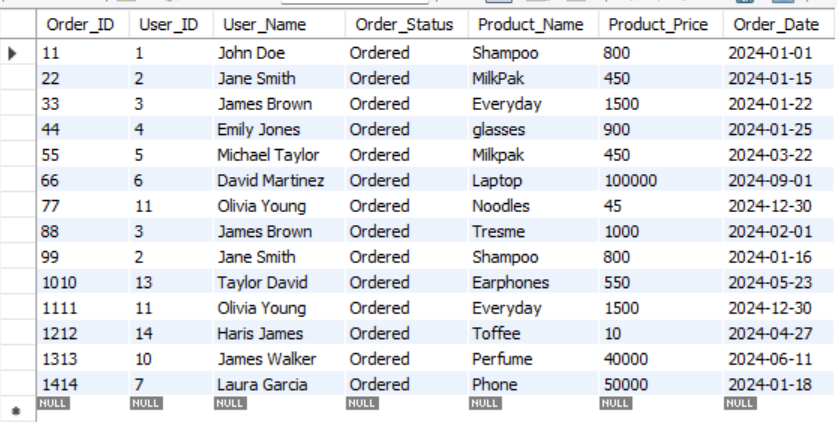 Order_ID User_ID User_Name Order_Status Product_Name Product_Price Order_Date
11 1 John Doe Ordered Shampoo 800 2024-01-01
22 2 Jane Smith Ordered MilkPak 450 2024-01-15
33 3 James Brown Ordered Everyday 1500 2024-01-22
44 4 Emily Jones Ordered glasses 900 2024-01-25
55 5 Michael Taylor Ordered Milkpak 450 2024-03-22
66 6 David Martinez Ordered Laptop 100000 2024-09-01
77 11 Olivia Young Ordered Noodles 45 2024-12-30
88 3 James Brown Ordered Tresme 1000 2024-02-01
99 2 Jane Smith Ordered Shampoo 800 2024-01-16
1010 13 Taylor David Ordered Earphones 550 2024-05-23
1111 11 Olivia Young Ordered Everyday 1500 2024-12-30
1212 14 Haris James Ordered Toffee 10 2024-04-27
1313 10 James Walker Ordered Perfume 40000 2024-06-11
1414 7 Laura Garcia Ordered Phone 50000 2024-01-18
NULL NULL NULL NULL NULL NULL NULL